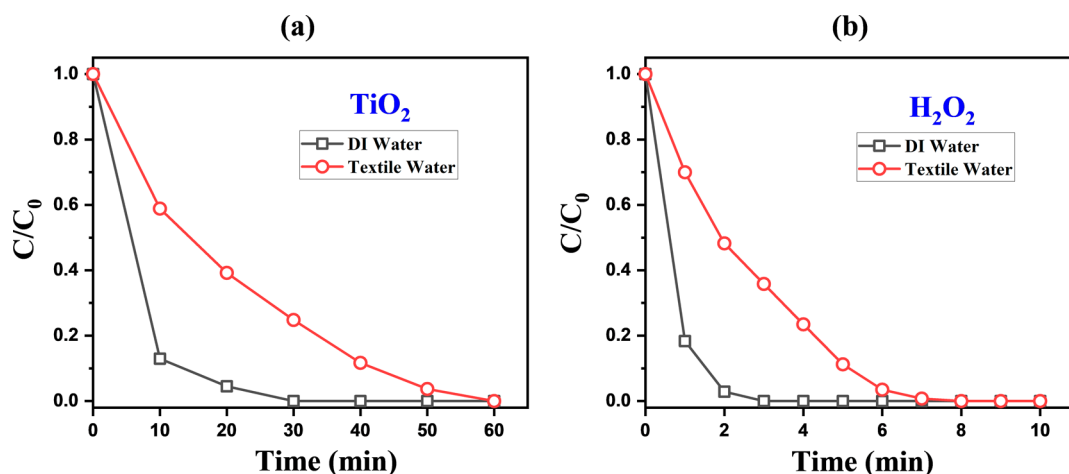 (a)
TiO₂
DI Water
Textile Water
C/C₀
1.0
0.8
0.6
0.4
0.2
0.0
0 10 20 30 40 50 60
Time (min)
(b)
H₂O₂
DI Water
Textile Water
C/C₀
1.0
0.8
0.6
0.4
0.2
0.0
0 2 4 6 8 10
Time (min)